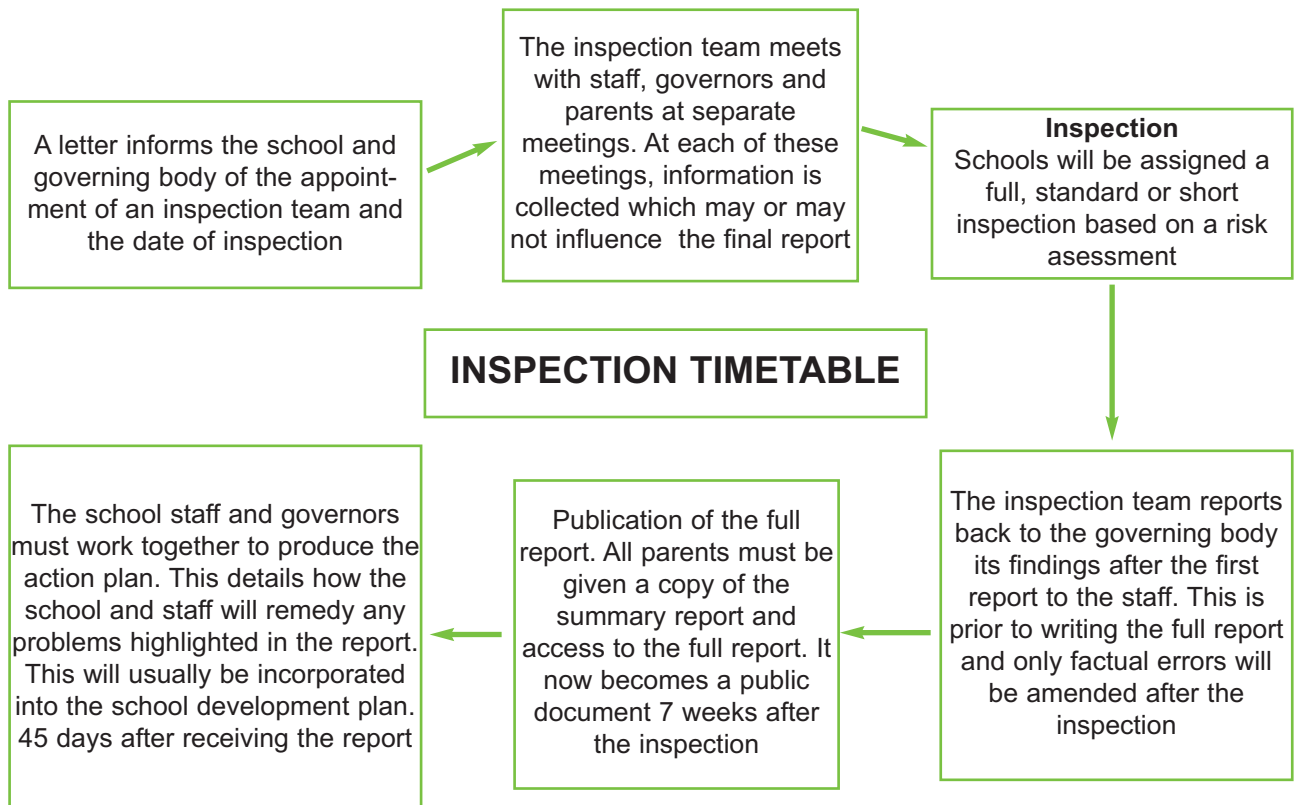 A letter informs the school and
governing body of the appoint-
ment of an inspection team and
the date of inspection
The inspection team meets
with staff, governors and
parents at separate
meetings. At each of these
meetings, information is
collected which may or may
not influence the final report
Inspection
Schools will be assigned a
full, standard or short
inspection based on a risk
asessment
INSPECTION TIMETABLE
The inspection team reports
back to the governing body
its findings after the first
report to the staff. This is
prior to writing the full report
and only factual errors will
be amended after the
inspection
Publication of the full
report. All parents must be
given a copy of the
summary report and
access to the full report. It
now becomes a public
document 7 weeks after
the inspection
The school staff and governors
must work together to produce the
action plan. This details how the
school and staff will remedy any
problems highlighted in the report.
This will usually be incorporated
into the school development plan.
45 days after receiving the report